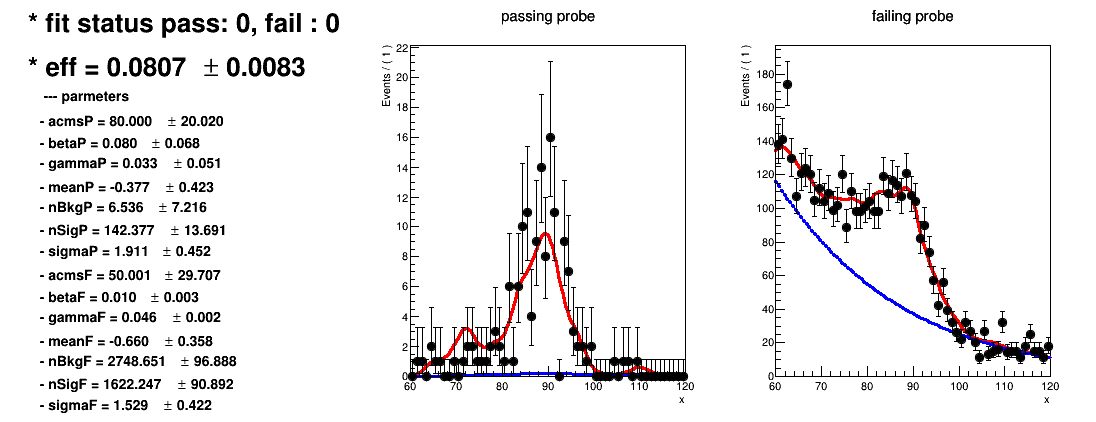 * fit status pass: 0, fail : 0
* eff = 0.0807 ± 0.0083
--- parmeters
- acmsP = 80.000 ± 20.020
- betaP = 0.080 ± 0.068
- gammaP = 0.033 ± 0.051
- meanP = -0.377 ± 0.423
- nBkgP = 6.536 ± 7.216
- nSigP = 142.377 ± 13.691
- sigmaP = 1.911 ± 0.452
- acmsF = 50.001 ± 29.707
- betaF = 0.010 ± 0.003
- gammaF = 0.046 ± 0.002
- meanF = -0.660 ± 0.358
- nBkgF = 2748.651 ± 96.888
- nSigF = 1622.247 ± 90.892
- sigmaF = 1.529 ± 0.422
passing probe
Events / ( 1 )
22
20
18
16
14
12
10
8
6
4
2
0
60 70 80 90 100 110 120
x
failing probe
Events / ( 1 )
180
160
140
120
100
80
60
40
20
0
60 70 80 90 100 110 120
x